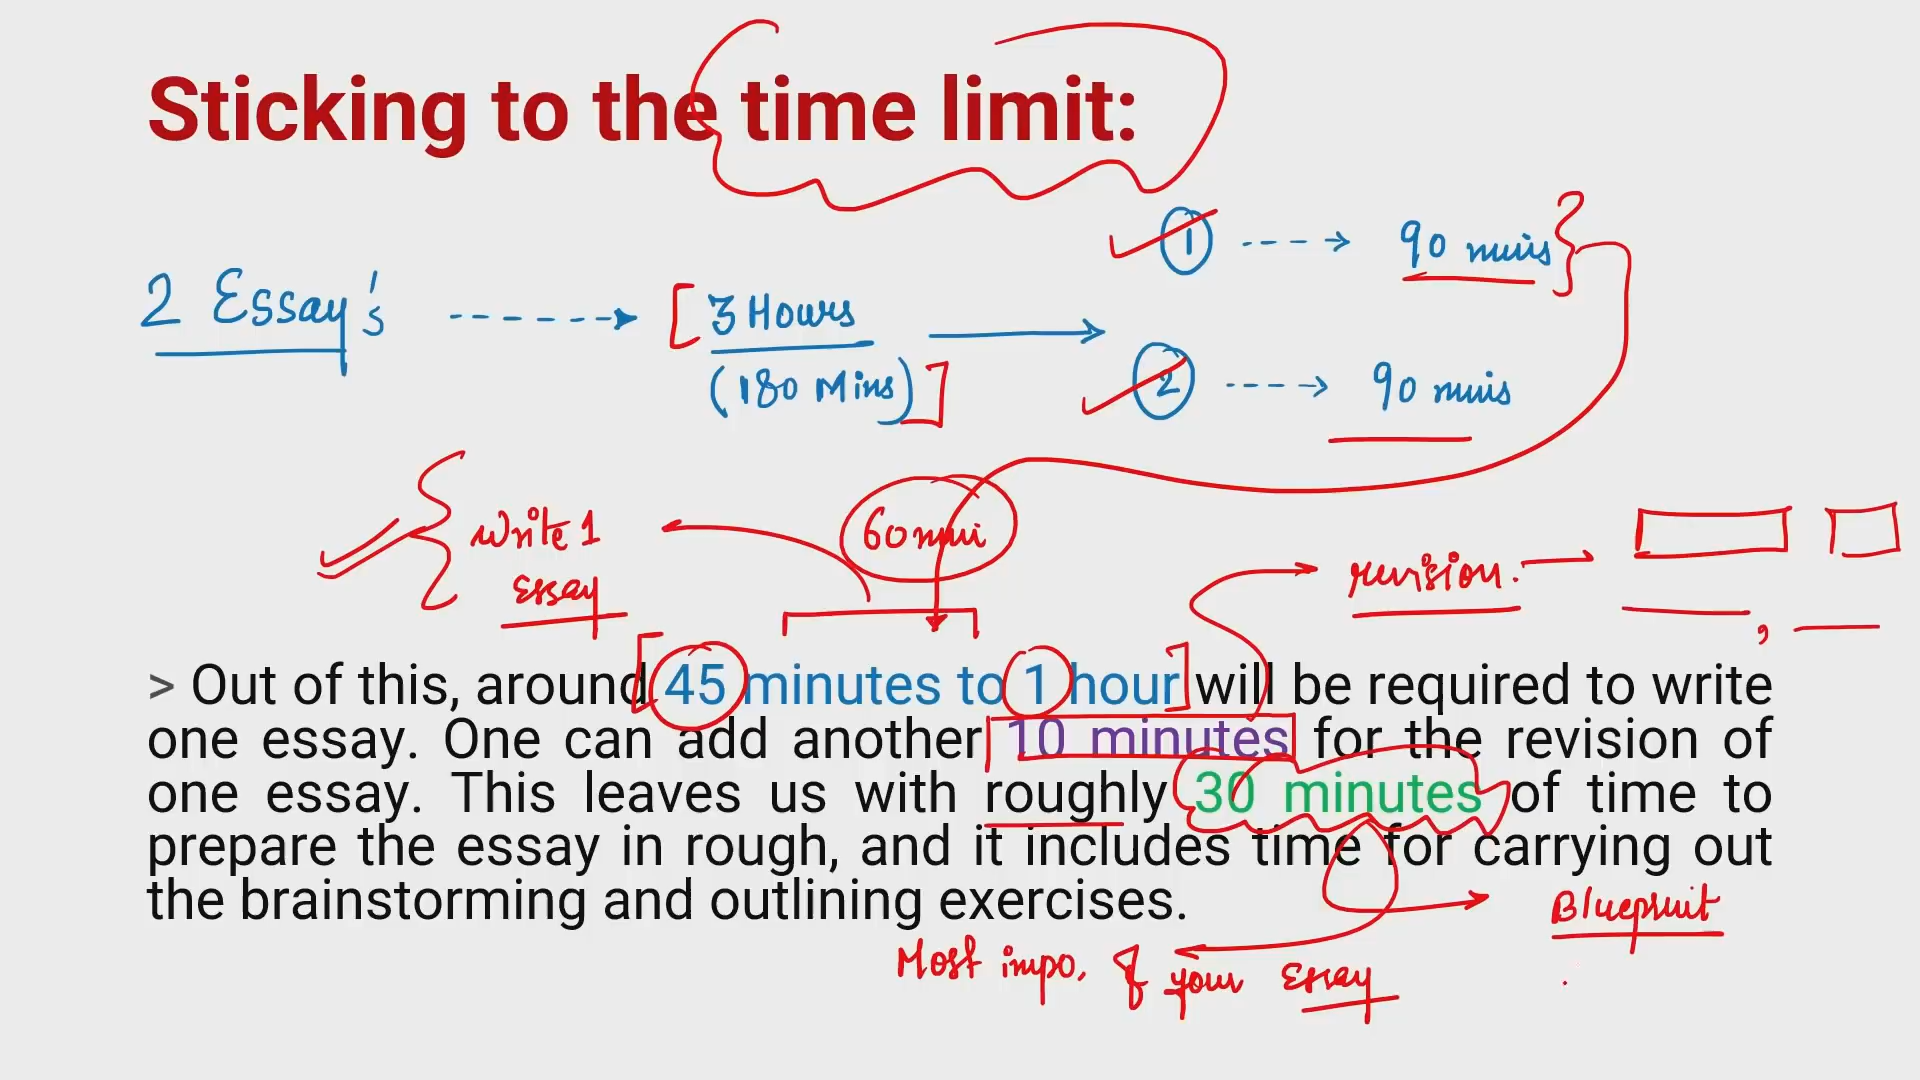 Sticking to the time limit:
1 90 mins
2 Essay's 3 Hours
(180 Mins) 2 90 mins
60 min
write 1
Essay
revision.
> Out of this, around 45 minutes to 1 hour will be required to write
one essay. One can add another 10 minutes for the revision of
one essay. This leaves us with roughly 30 minutes of time to
prepare the essay in rough, and it includes time for carrying out
the brainstorming and outlining exercises.
Blueprint
Most impo. of your Essay